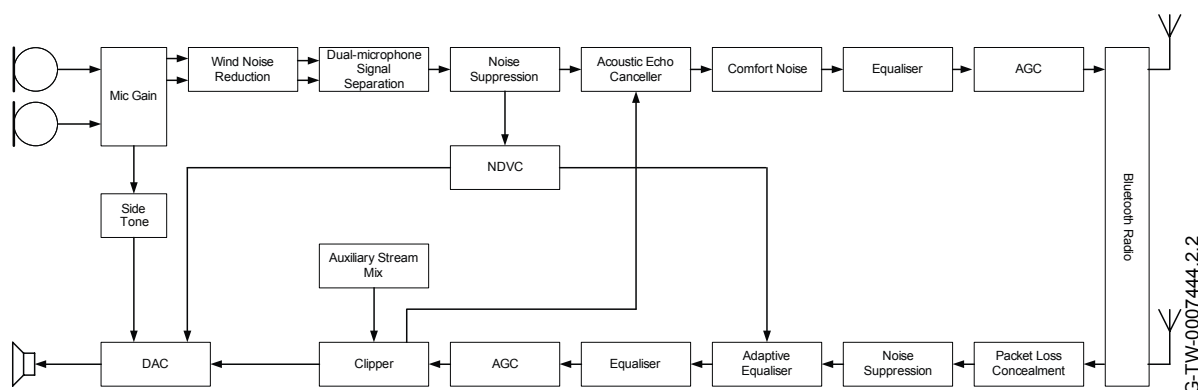 Mic Gain
Wind Noise
Reduction
Dual-microphone
Signal
Separation
Noise
Suppression
Acoustic Echo
Canceller
Comfort Noise
Equaliser
AGC
NDVC
Side
Tone
Auxiliary Stream
Mix
Bluetooth Radio
DAC
Clipper
AGC
Equaliser
Adaptive
Equaliser
Noise
Suppression
Packet Loss
Concealment
G-TW-0007444.2.2